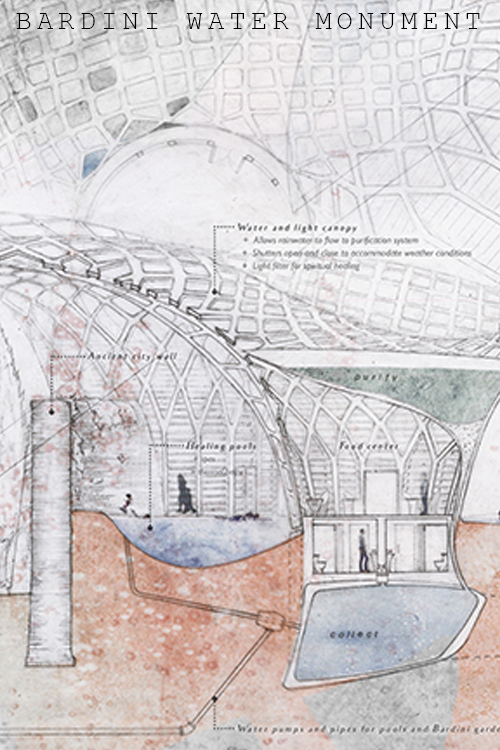 BARDINI WATER MONUMENT
Water and light canopy
+ Allows rainwater to flow to purification system
+ Shutters open and close to accommodate weather conditions
+ Light filter for spiritual healing
Ancient city wall
purify
Healing pools
Food center
collect
Water pumps and pipes for pools and Bardini gard